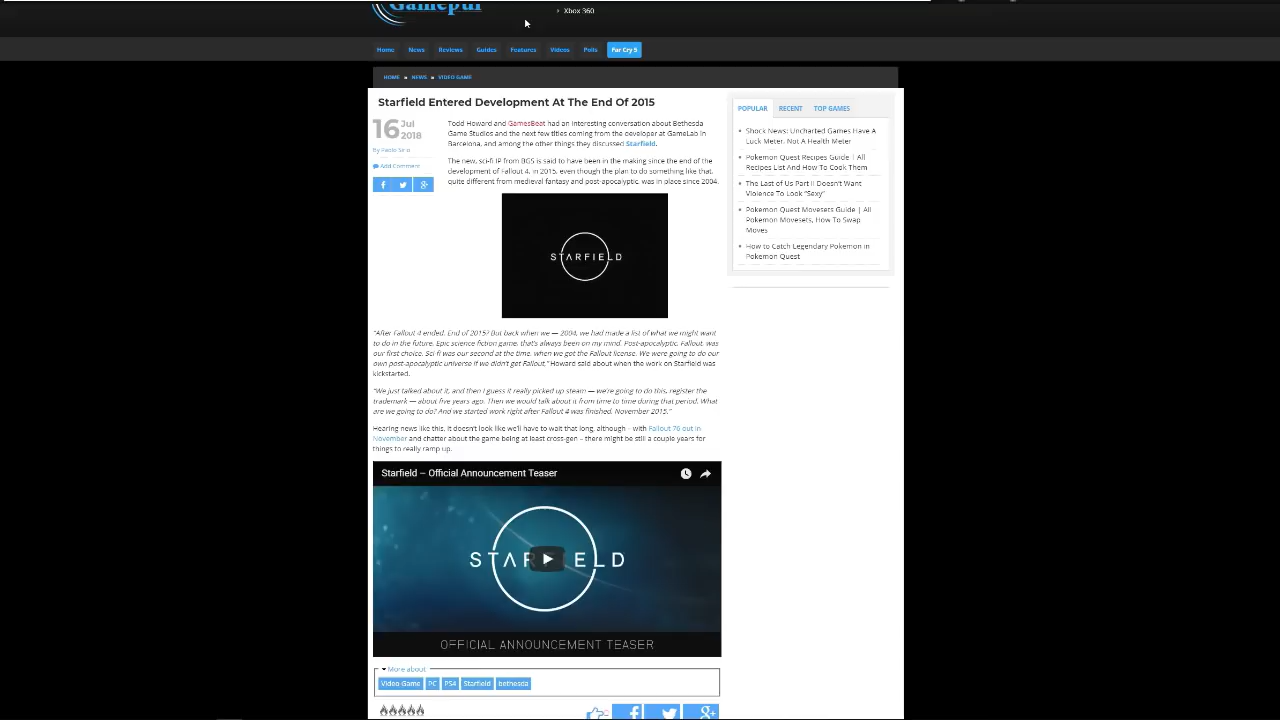 Gamepur
Xbox 360
Home News Reviews Guides Features Videos Polls Far Cry 5
HOME NEWS VIDEO GAME
Starfield Entered Development At The End Of 2015
16 Jul
2018
By Pablo Siro
Add Comment
Todd Howard and GamesBeat had an interesting conversation about Bethesda
Game Studios and the next few titles coming from the developer at GameLab in
Barcelona, and among the other things they discussed Starfield.
The new, sci-fi IP from BGS is said to have been in the making since the end of the
development of Fallout 4, in 2015, even though the plan to do something like that,
quite different from medieval fantasy and post-apocalyptic, was in place since 2004.
STARFIELD
“After Fallout 4 ended. End of 2015? But back when we — 2004, we had made a list of what we might want
to do in the future. Epic science fiction game, that’s always been on my mind. Post-apocalyptic, Fallout, was
our first choice. Sci fi was our second at the time, when we got the Fallout license. We were going to do our
own post-apocalyptic universe if we didn’t get Fallout,” Howard said about when the work on Starfield was
kickstarted.
“We just talked about it, and then I guess it really picked up steam — we’re going to do this, register the
trademark — about five years ago. Then we would talk about it from time to time during that period. What
are we going to do? And we started work right after Fallout 4 was finished. November 2015.”
Hearing news like this, it doesn’t look like we’ll have to wait that long, although – with Fallout 76 out in
November and chatter about the game being at least cross-gen – there might be still a couple years for
things to really ramp up.
Starfield – Official Announcement Teaser
STARFIELD
OFFICIAL ANNOUNCEMENT TEASER
More about
Video Game PC PS4 Starfield bethesda
POPULAR RECENT TOP GAMES
Shock News: Uncharted Games Have A
Luck Meter, Not A Health Meter
Pokemon Quest Recipes Guide | All
Recipes List And How To Cook Them
The Last of Us Part II Doesn't Want
Violence To Look "Sexy"
Pokemon Quest Movesets Guide | All
Pokemon Movesets, How To Swap
Moves
How to Catch Legendary Pokemon in
Pokemon Quest